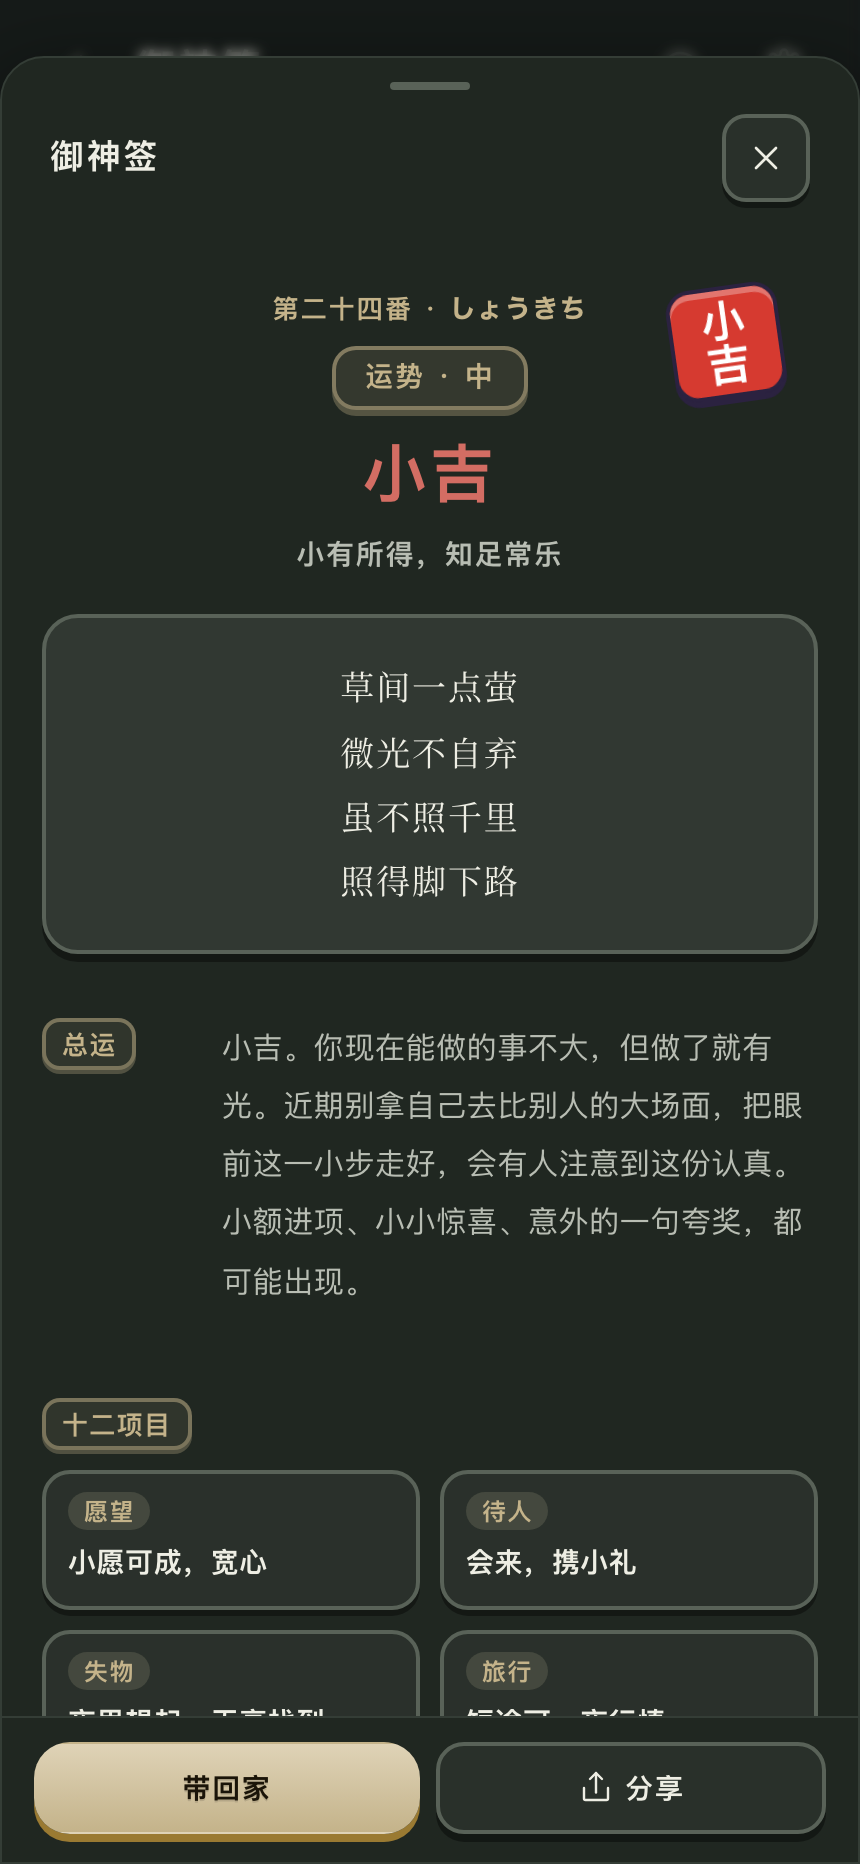 御神签
第二十四番 · しょうきち
小
吉
运势 · 中
小吉
小有所得，知足常乐
草间一点萤
微光不自弃
虽不照千里
照得脚下路
总运
小吉。你现在能做的事不大，但做了就有
光。近期别拿自己去比别人的大场面，把眼
前这一小步走好，会有人注意到这份认真。
小额进项、小小惊喜、意外的一句夸奖，都
可能出现。
十二项目
愿望
小愿可成，宽心
待人
会来，携小礼
失物
旅行
带回家
分享